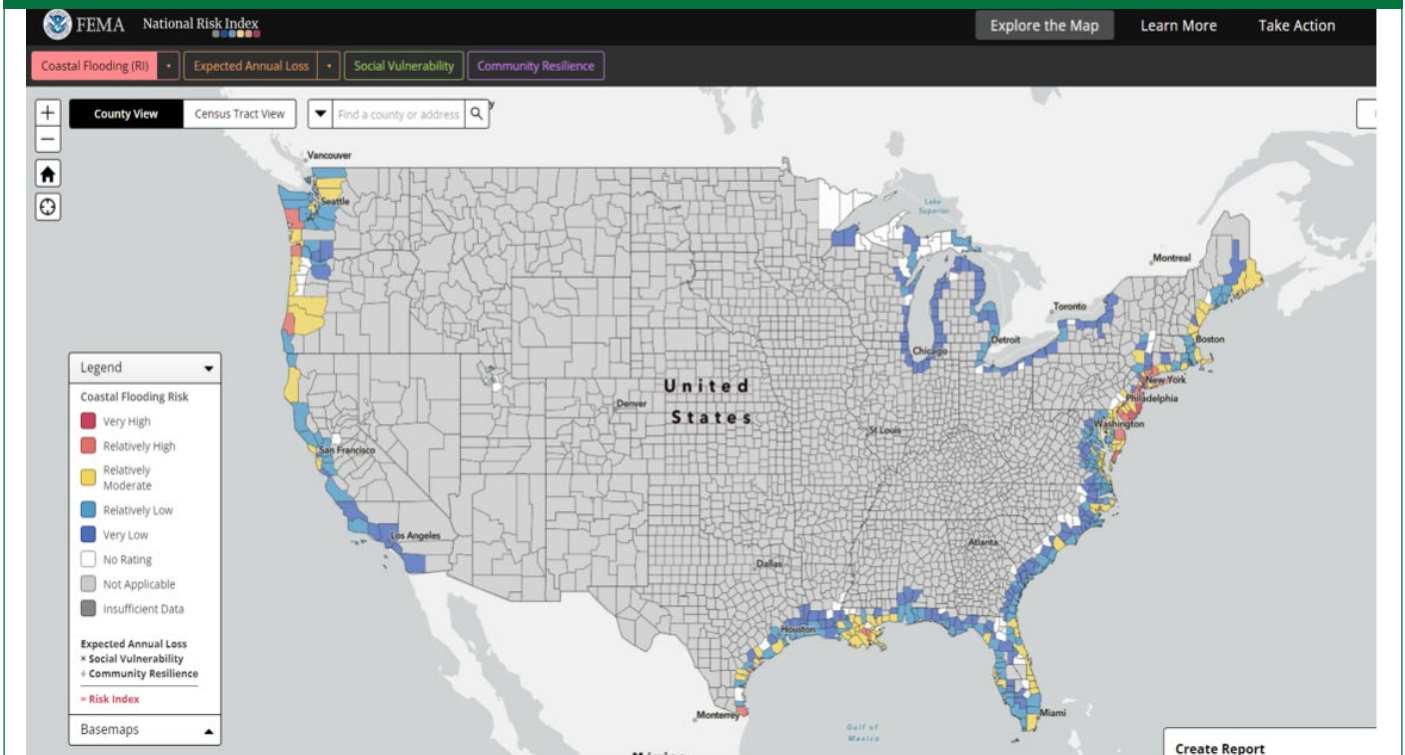 FEMA National Risk Index
Explore the Map Learn More Take Action
Coastal Flooding (RI) Expected Annual Loss Social Vulnerability Community Resilience
County View Census Tract View Find a county or address
Vancouver
Seattle
Lake
Superior
Montreal
Toronto
Boston
Detroit
Chicago
New York
Philadelphia
United
States
Denver
Washington
St Louis
San Francisco
Los Angeles
Atlanta
Dallas
Houston
Monterrey
Miami
Gulf of
Mexico
Legend
Coastal Flooding Risk
Very High
Relatively High
Relatively
Moderate
Relatively Low
Very Low
No Rating
Not Applicable
Insufficient Data
Expected Annual Loss
× Social Vulnerability
÷ Community Resilience
= Risk Index
Basemaps
Create Report